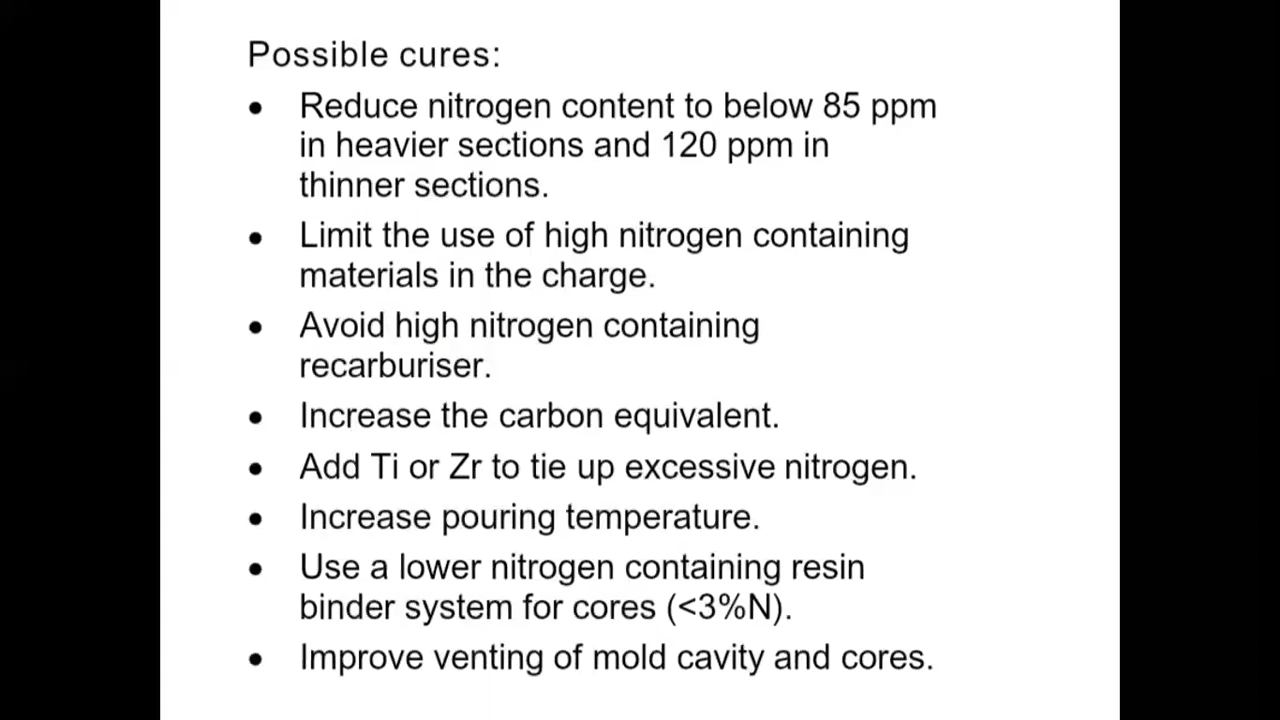 Possible cures:
• Reduce nitrogen content to below 85 ppm
in heavier sections and 120 ppm in
thinner sections.
• Limit the use of high nitrogen containing
materials in the charge.
• Avoid high nitrogen containing
recarburiser.
• Increase the carbon equivalent.
• Add Ti or Zr to tie up excessive nitrogen.
• Increase pouring temperature.
• Use a lower nitrogen containing resin
binder system for cores (<3%N).
• Improve venting of mold cavity and cores.